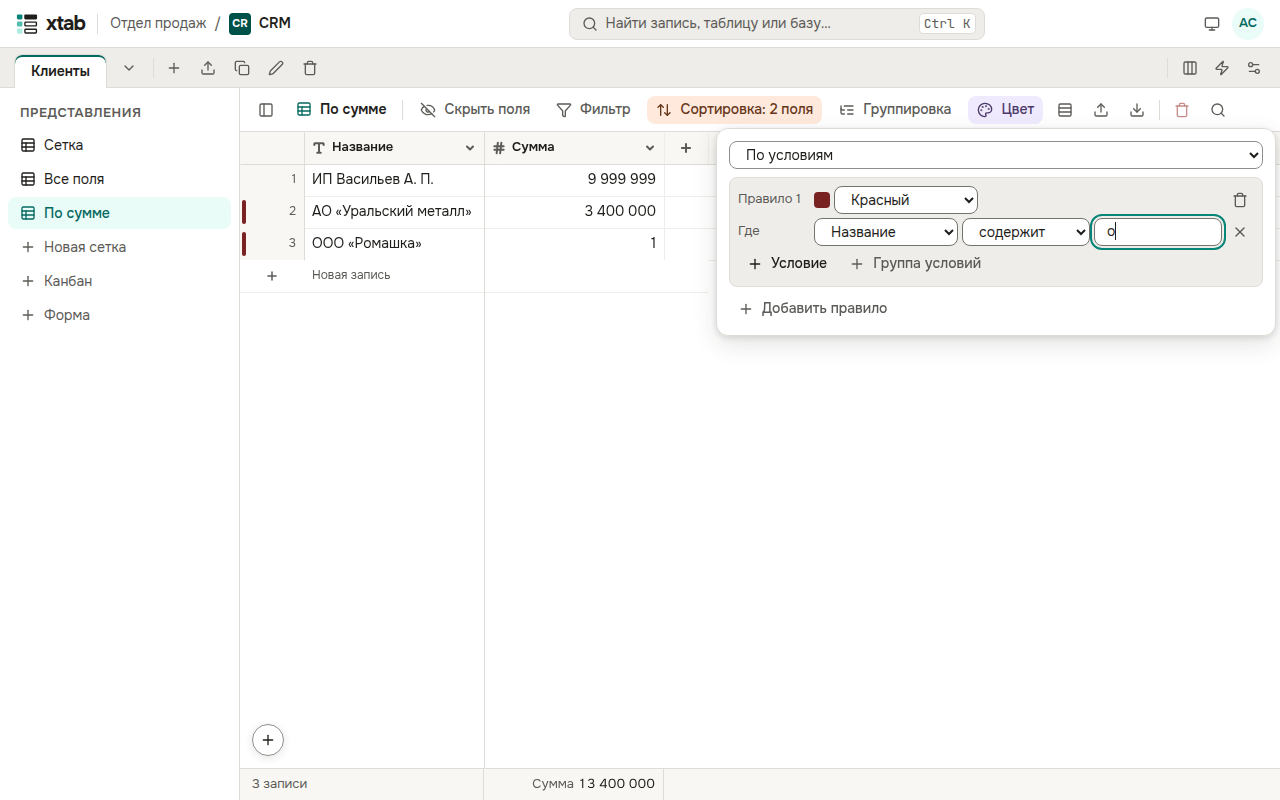 xtab
Отдел продаж / CR CRM
Найти запись, таблицу или базу... Ctrl K
AC
Клиенты
ПРЕДСТАВЛЕНИЯ
Сетка
Все поля
По сумме
Новая сетка
Канбан
Форма
По сумме
Скрыть поля
Фильтр
Сортировка: 2 поля
Группировка
Цвет
Название
Сумма
1 ИП Васильев А. П. 9 999 999
2 АО «Уральский металл» 3 400 000
3 ООО «Ромашка» 1
Новая запись
По условиям
Правило 1 Красный
Где Название содержит о
Условие Группа условий
Добавить правило
3 записи
Сумма 13 400 000